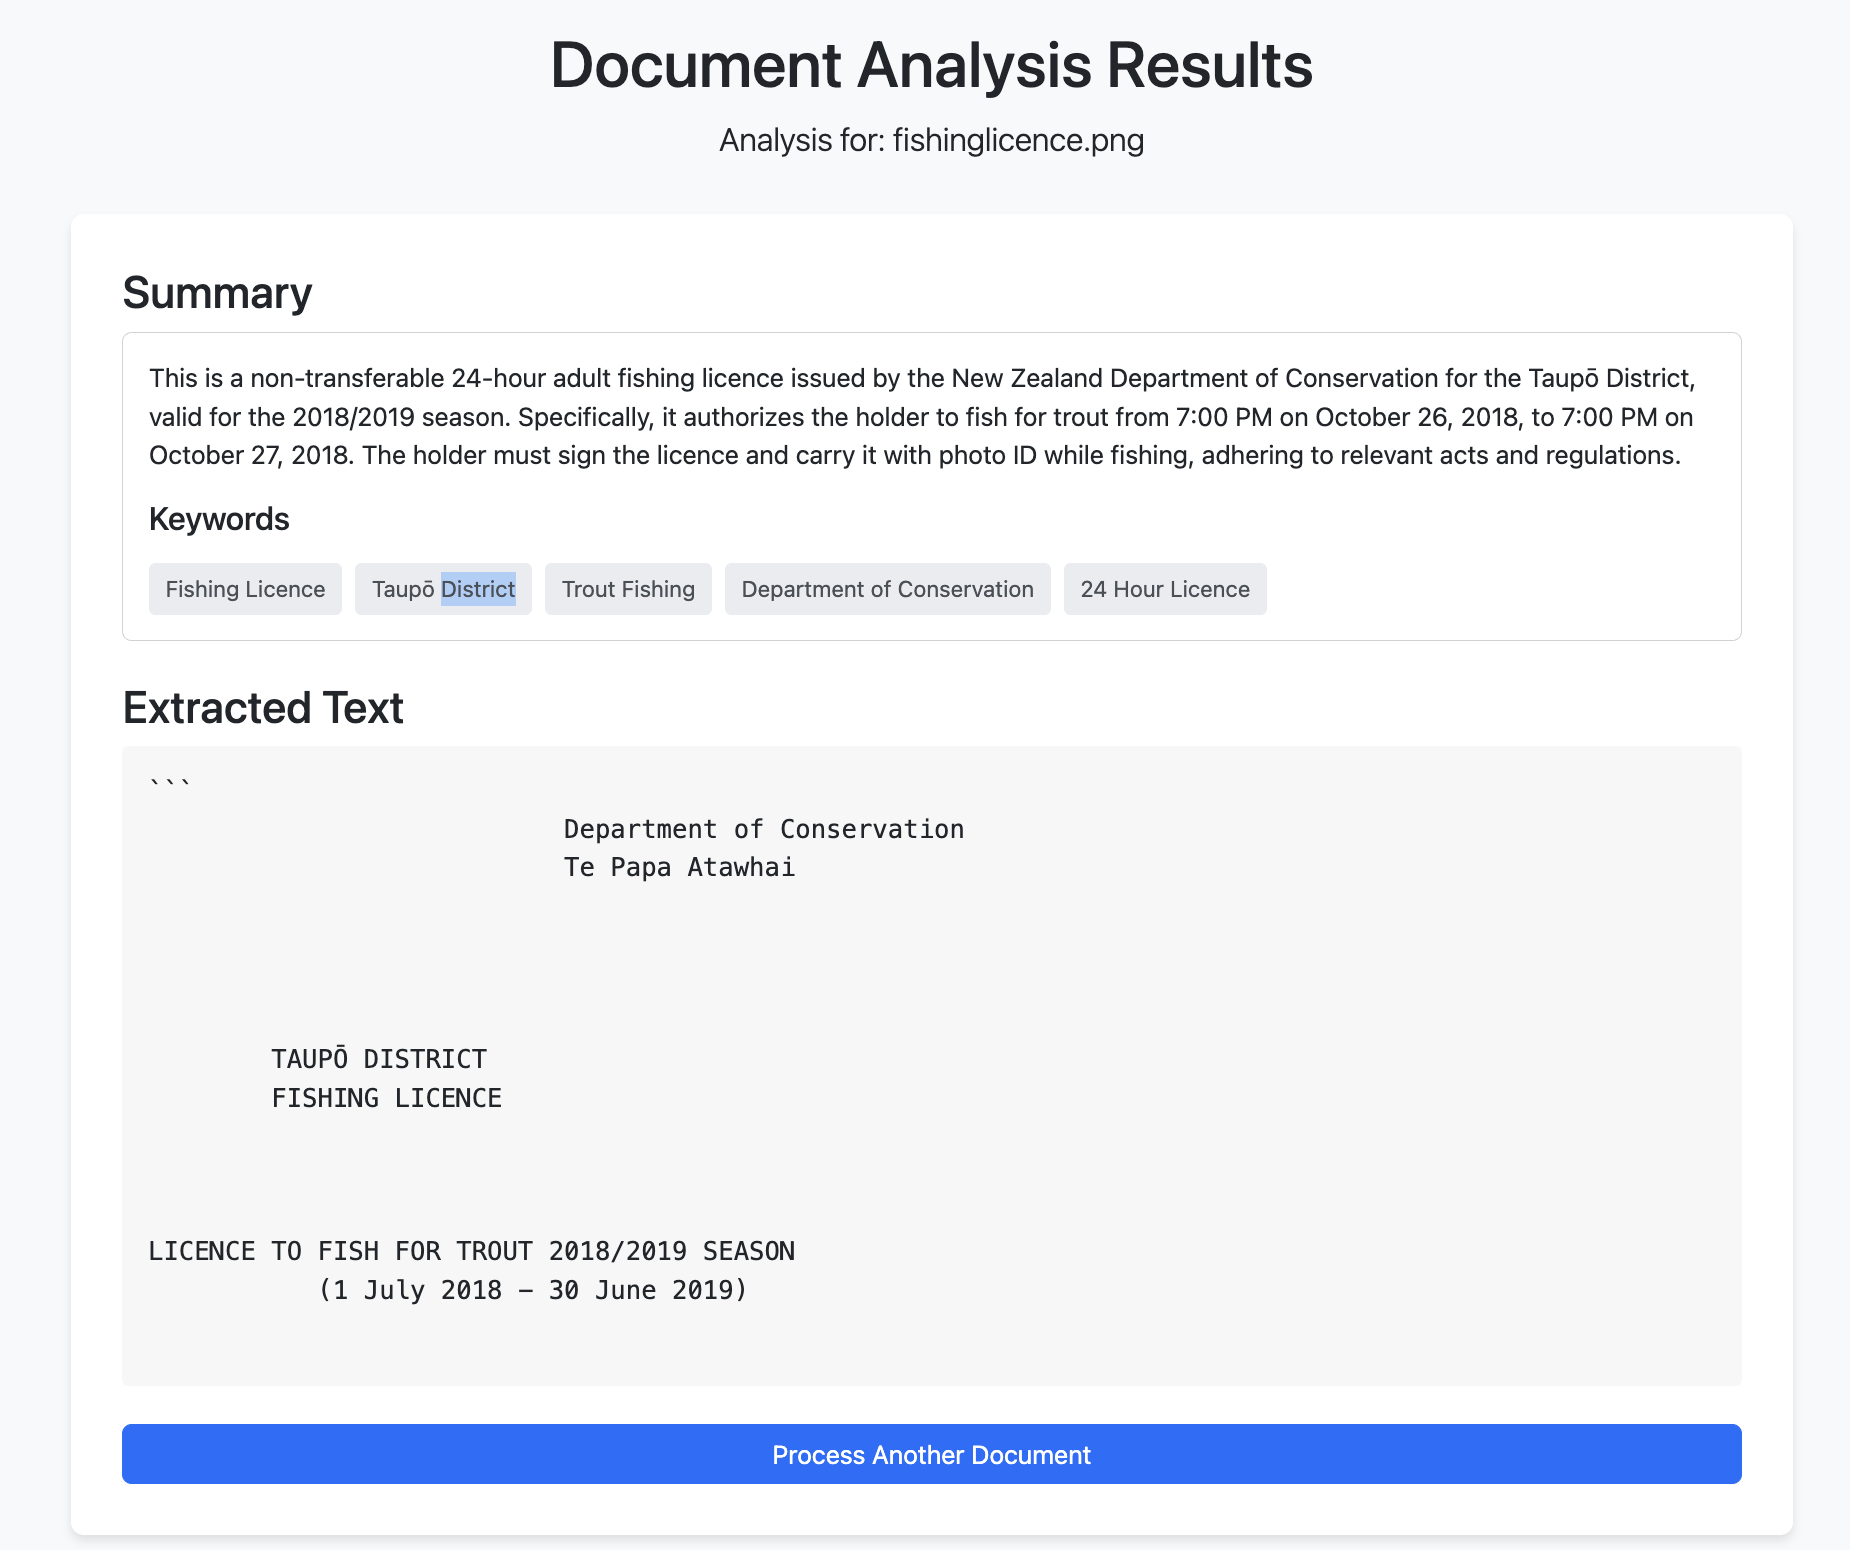 Document Analysis Results
Analysis for: fishinglicence.png
Summary
This is a non-transferable 24-hour adult fishing licence issued by the New Zealand Department of Conservation for the Taupō District,
valid for the 2018/2019 season. Specifically, it authorizes the holder to fish for trout from 7:00 PM on October 26, 2018, to 7:00 PM on
October 27, 2018. The holder must sign the licence and carry it with photo ID while fishing, adhering to relevant acts and regulations.
Keywords
Fishing Licence Taupō District Trout Fishing Department of Conservation 24 Hour Licence
Extracted Text
```
Department of Conservation
Te Papa Atawhai
TAUPŌ DISTRICT
FISHING LICENCE
LICENCE TO FISH FOR TROUT 2018/2019 SEASON
(1 July 2018 – 30 June 2019)
Process Another Document